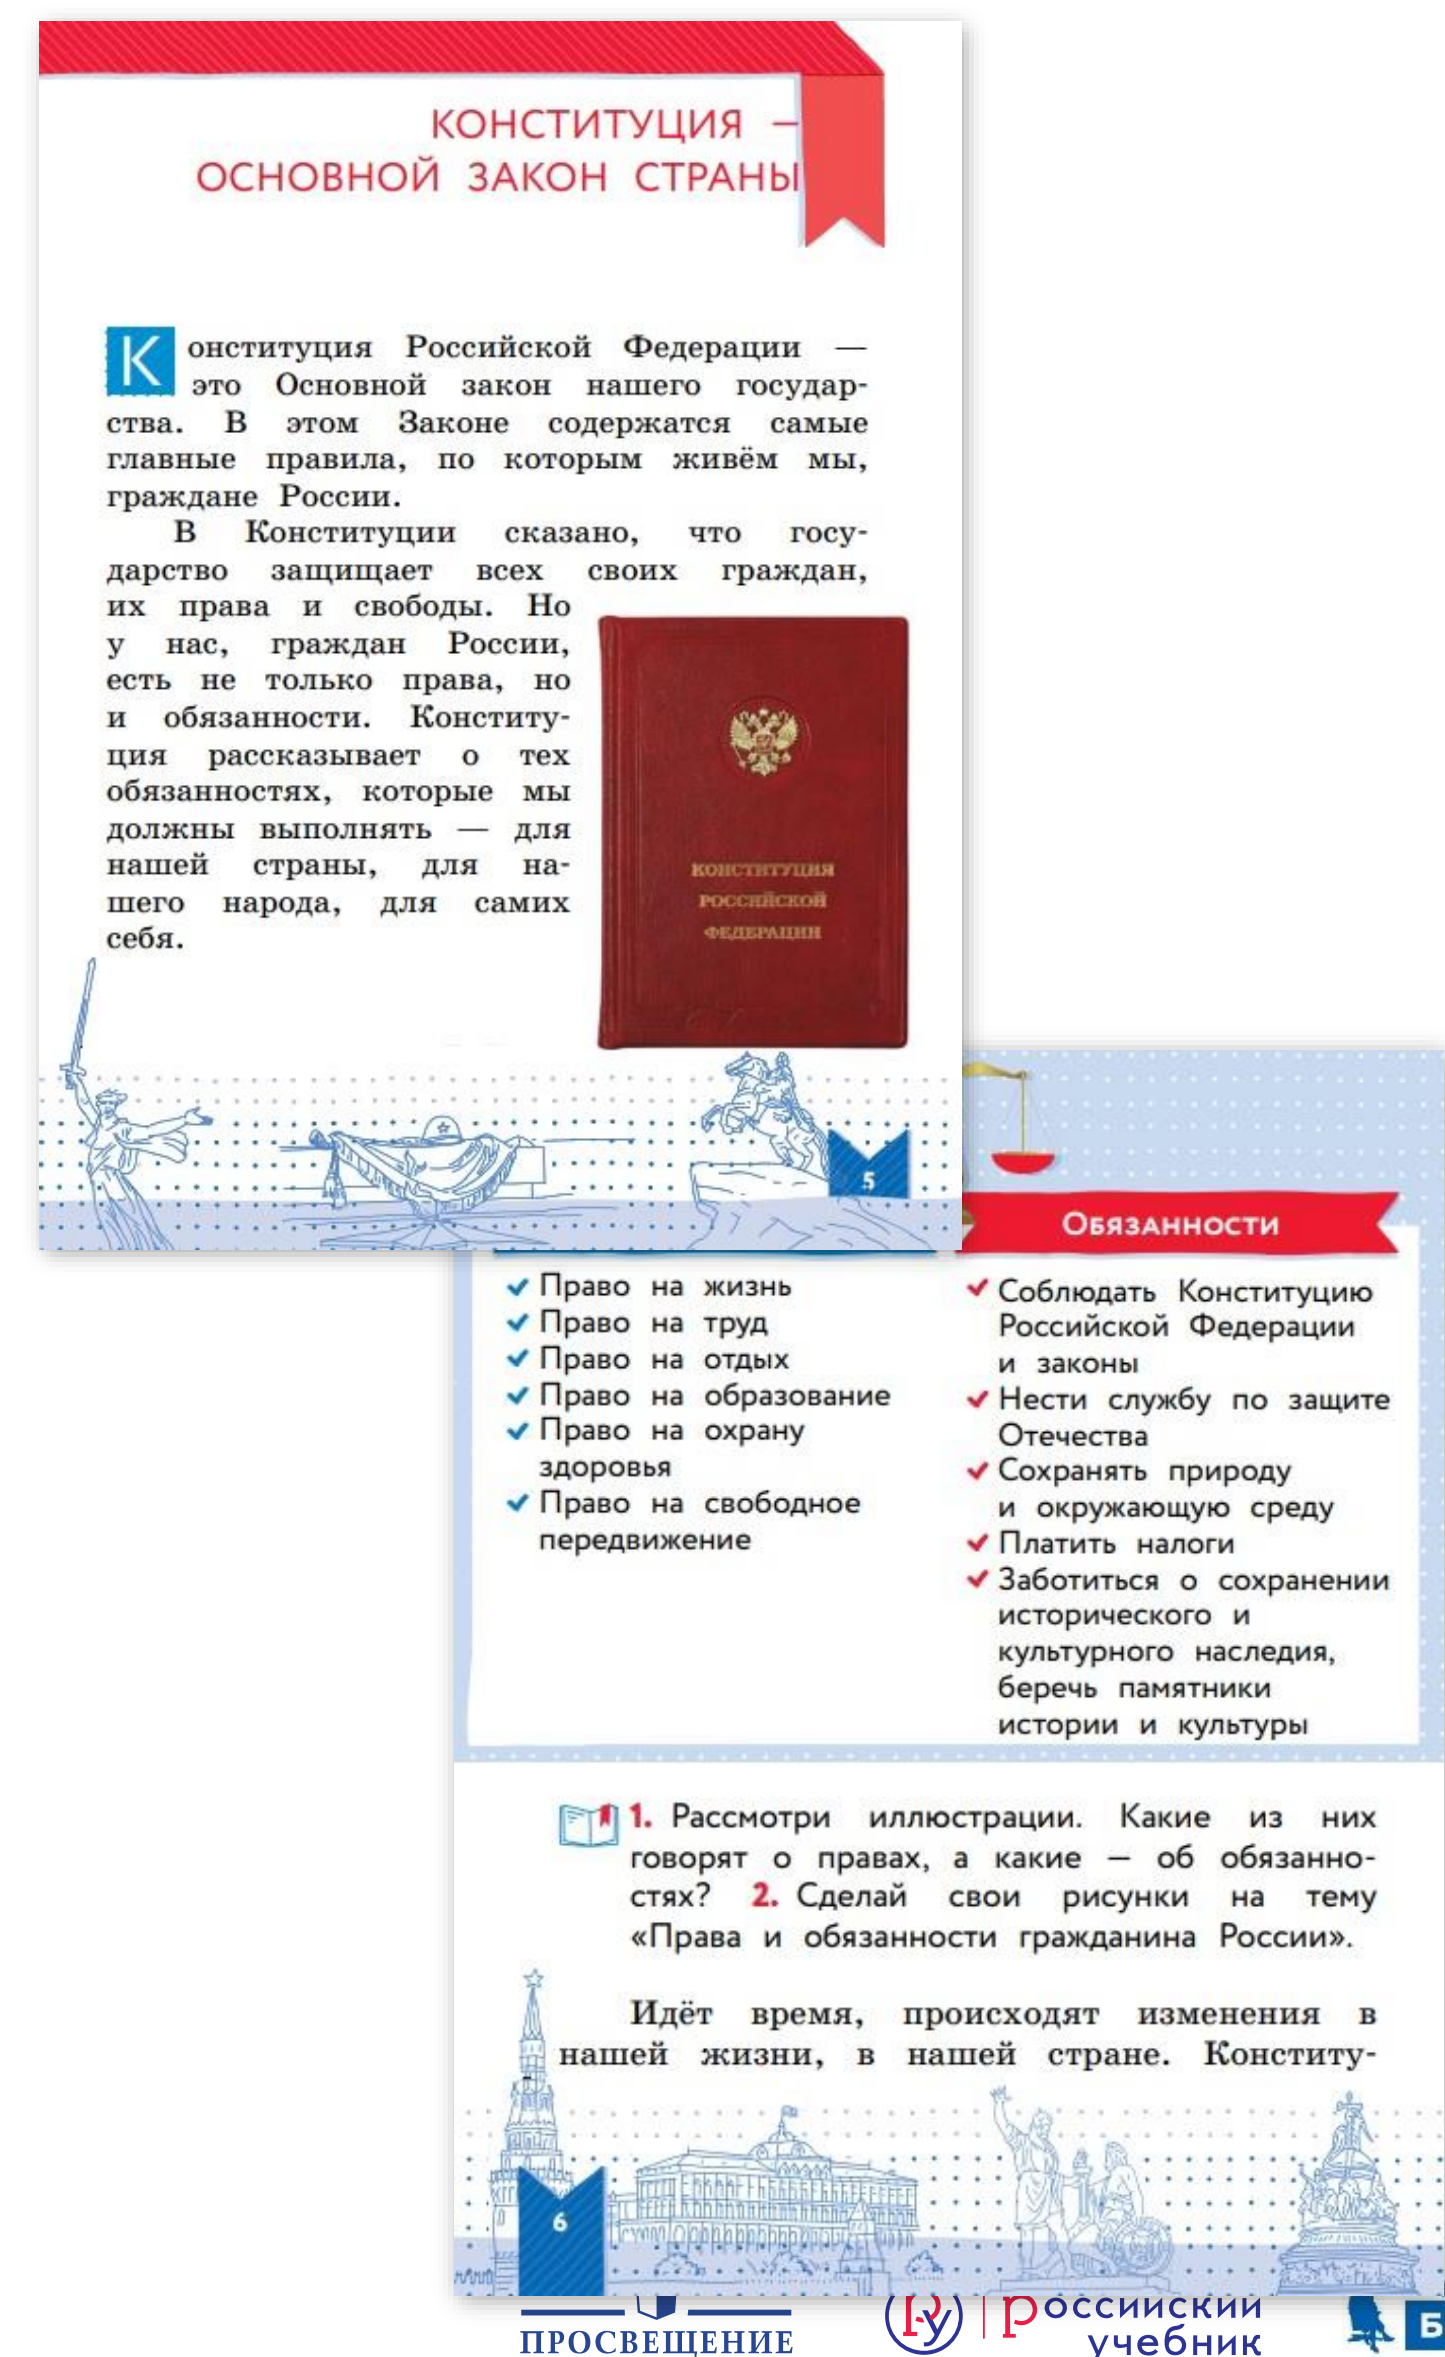 КОНСТИТУЦИЯ –
ОСНОВНОЙ ЗАКОН СТРАНЫ
Конституция Российской Федерации —
это Основной закон нашего государ-
ства. В этом Законе содержатся самые
главные правила, по которым живём мы,
граждане России.
В Конституции сказано, что госу-
дарство защищает всех своих граждан,
их права и свободы. Но
у нас, граждан России,
есть не только права, но
и обязанности. Конститу-
ция рассказывает о тех
обязанностях, которые мы
должны выполнять — для
нашей страны, для на-
шего народа, для самих
себя.
КОНСТИТУЦИЯ
РОССИЙСКОЙ
ФЕДЕРАЦИИ
5
Обязанности
Право на жизнь
Право на труд
Право на отдых
Право на образование
Право на охрану
здоровья
Право на свободное
передвижение
Соблюдать Конституцию
Российской Федерации
и законы
Нести службу по защите
Отечества
Сохранять природу
и окружающую среду
Платить налоги
Заботиться о сохранении
исторического и
культурного наследия,
беречь памятники
истории и культуры
1. Рассмотри иллюстрации. Какие из них
говорят о правах, а какие – об обязанно-
стях? 2. Сделай свои рисунки на тему
«Права и обязанности гражданина России».
Идёт время, происходят изменения в
нашей жизни, в нашей стране. Конститу-
6
ПРОСВЕЩЕНИЕ
РУ
российский
учебник
Б